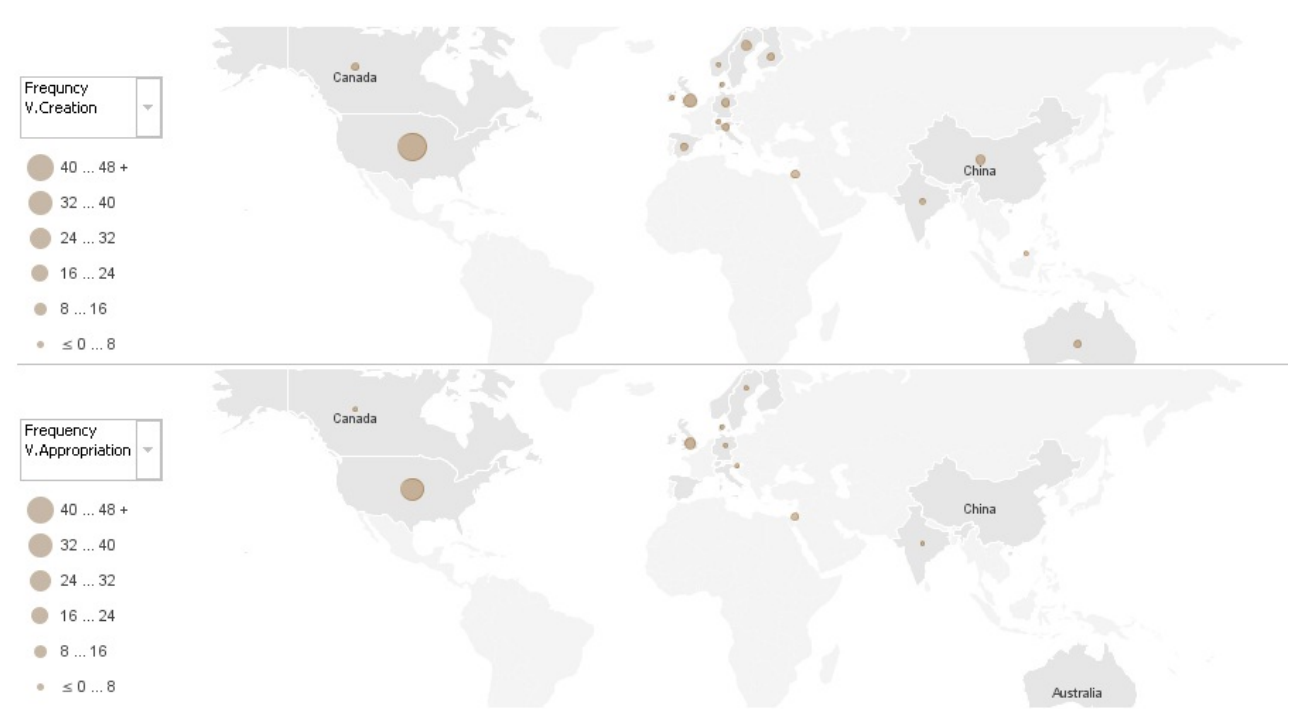 Canada
Frequncy
V.Creation
40 ... 48 +
China
32 ... 40
24 ... 32
16 ... 24
8 ... 16
≤ 0 ... 8
Canada
Frequency
V.Appropriation
40 ... 48 +
China
32 ... 40
24 ... 32
16 ... 24
8 ... 16
≤ 0 ... 8
Australia